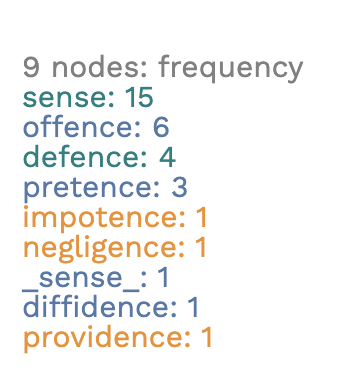 9 nodes: frequency
sense: 15
offence: 6
defence: 4
pretence: 3
impotence: 1
negligence: 1
_sense_: 1
diffidence: 1
providence: 1